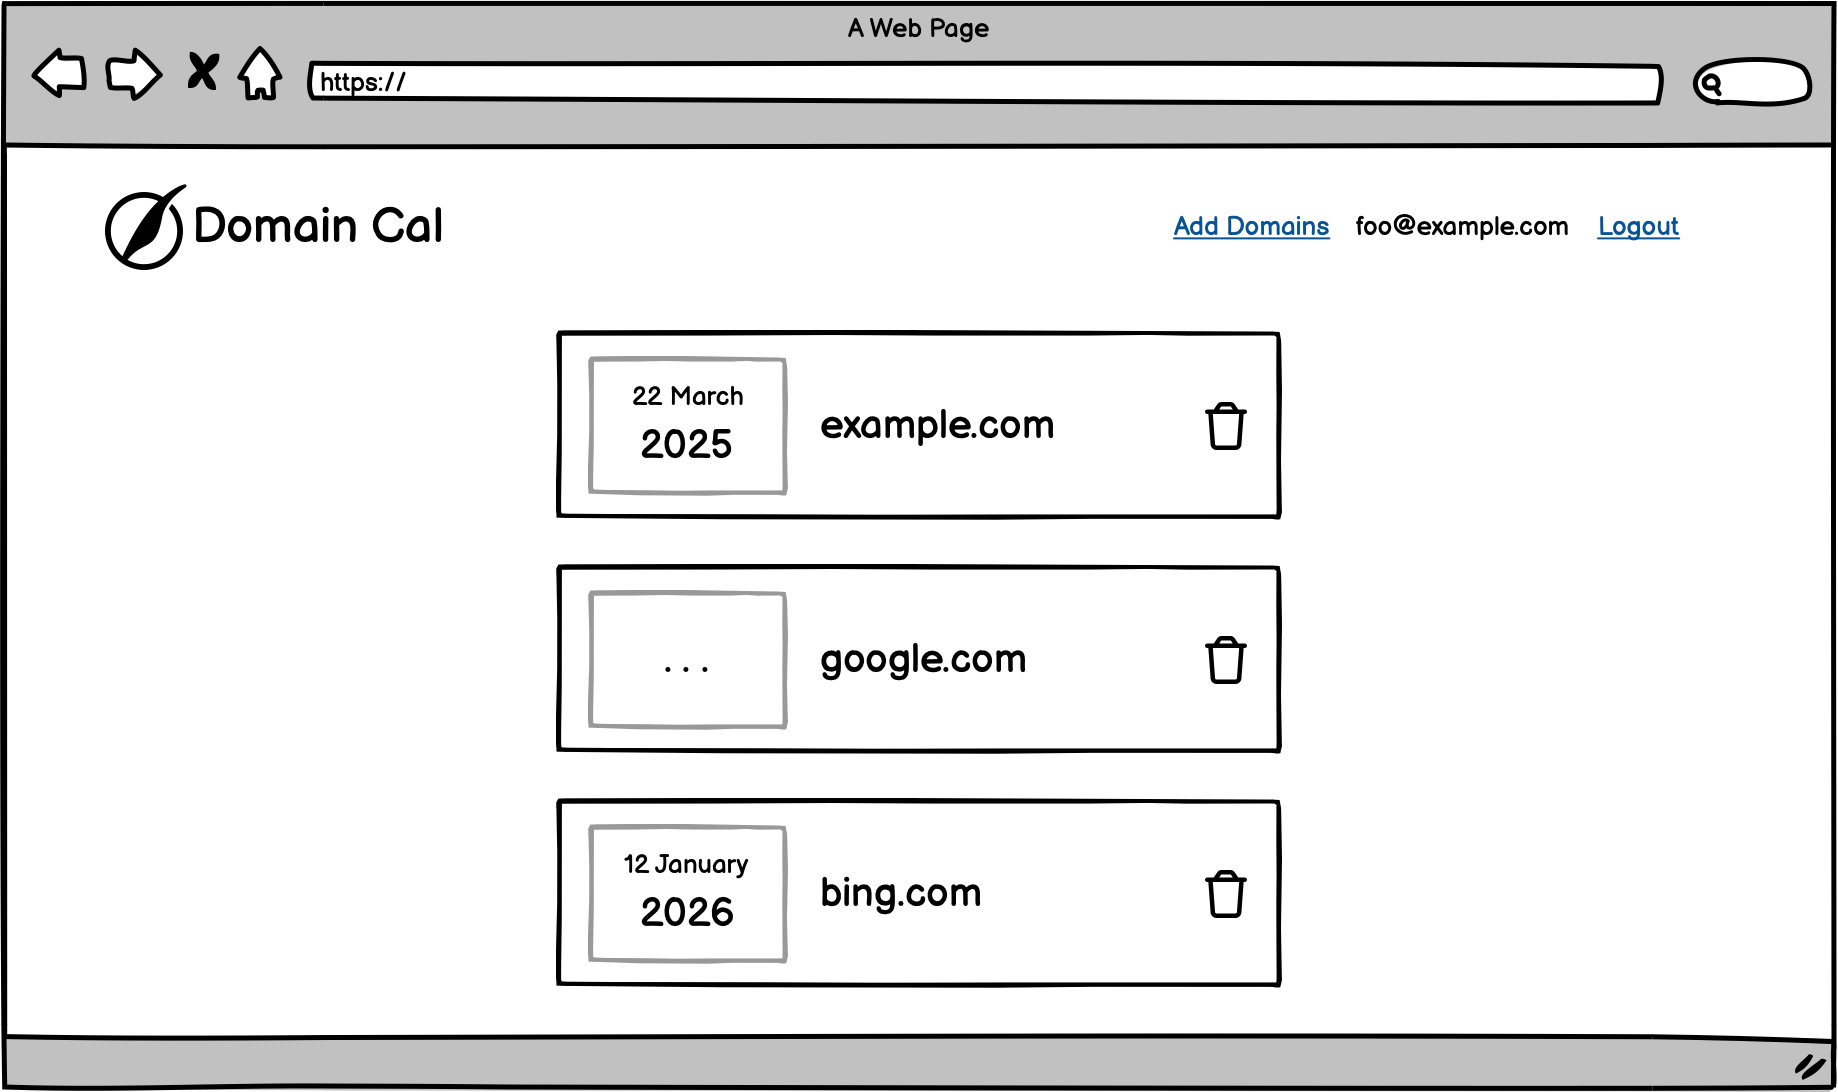 A Web Page
https://
Domain Cal
Add Domains foo@example.com Logout
22 March
2025
example.com
...
google.com
12 January
2026
bing.com